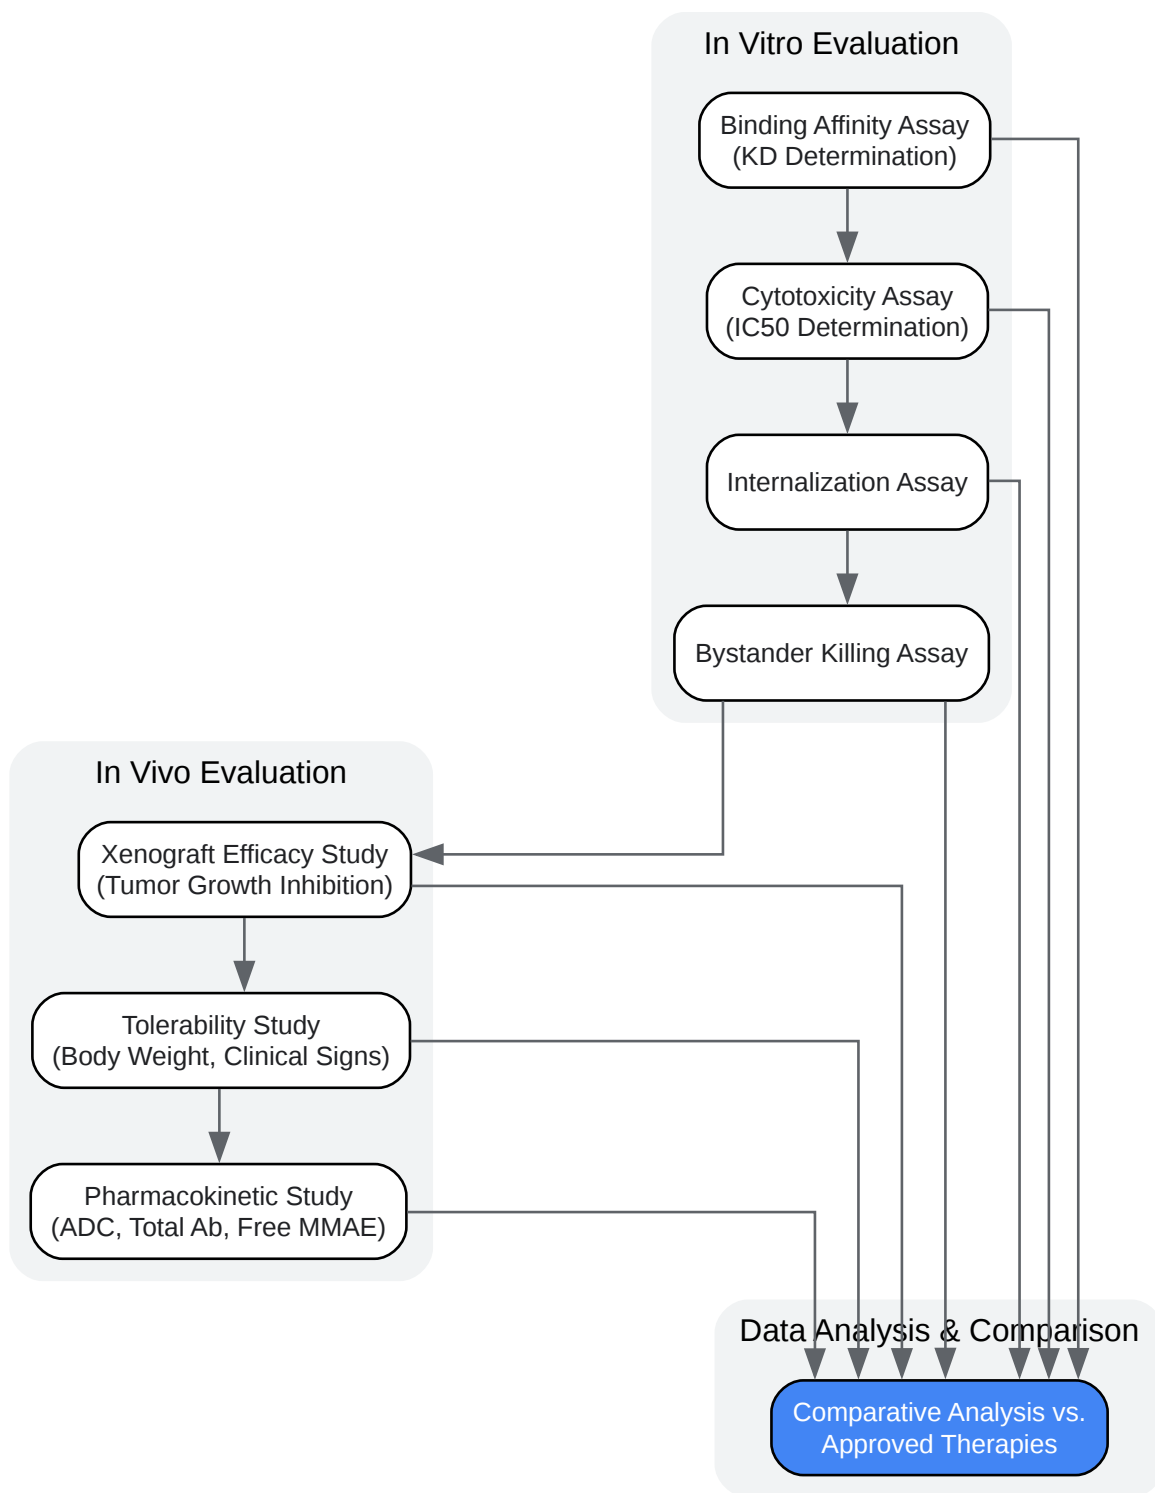 In Vitro Evaluation
Binding Affinity Assay
(KD Determination)
Cytotoxicity Assay
(IC50 Determination)
Internalization Assay
Bystander Killing Assay
In Vivo Evaluation
Xenograft Efficacy Study
(Tumor Growth Inhibition)
Tolerability Study
(Body Weight, Clinical Signs)
Pharmacokinetic Study
(ADC, Total Ab, Free MMAE)
Data Analysis & Comparison
Comparative Analysis vs.
Approved Therapies